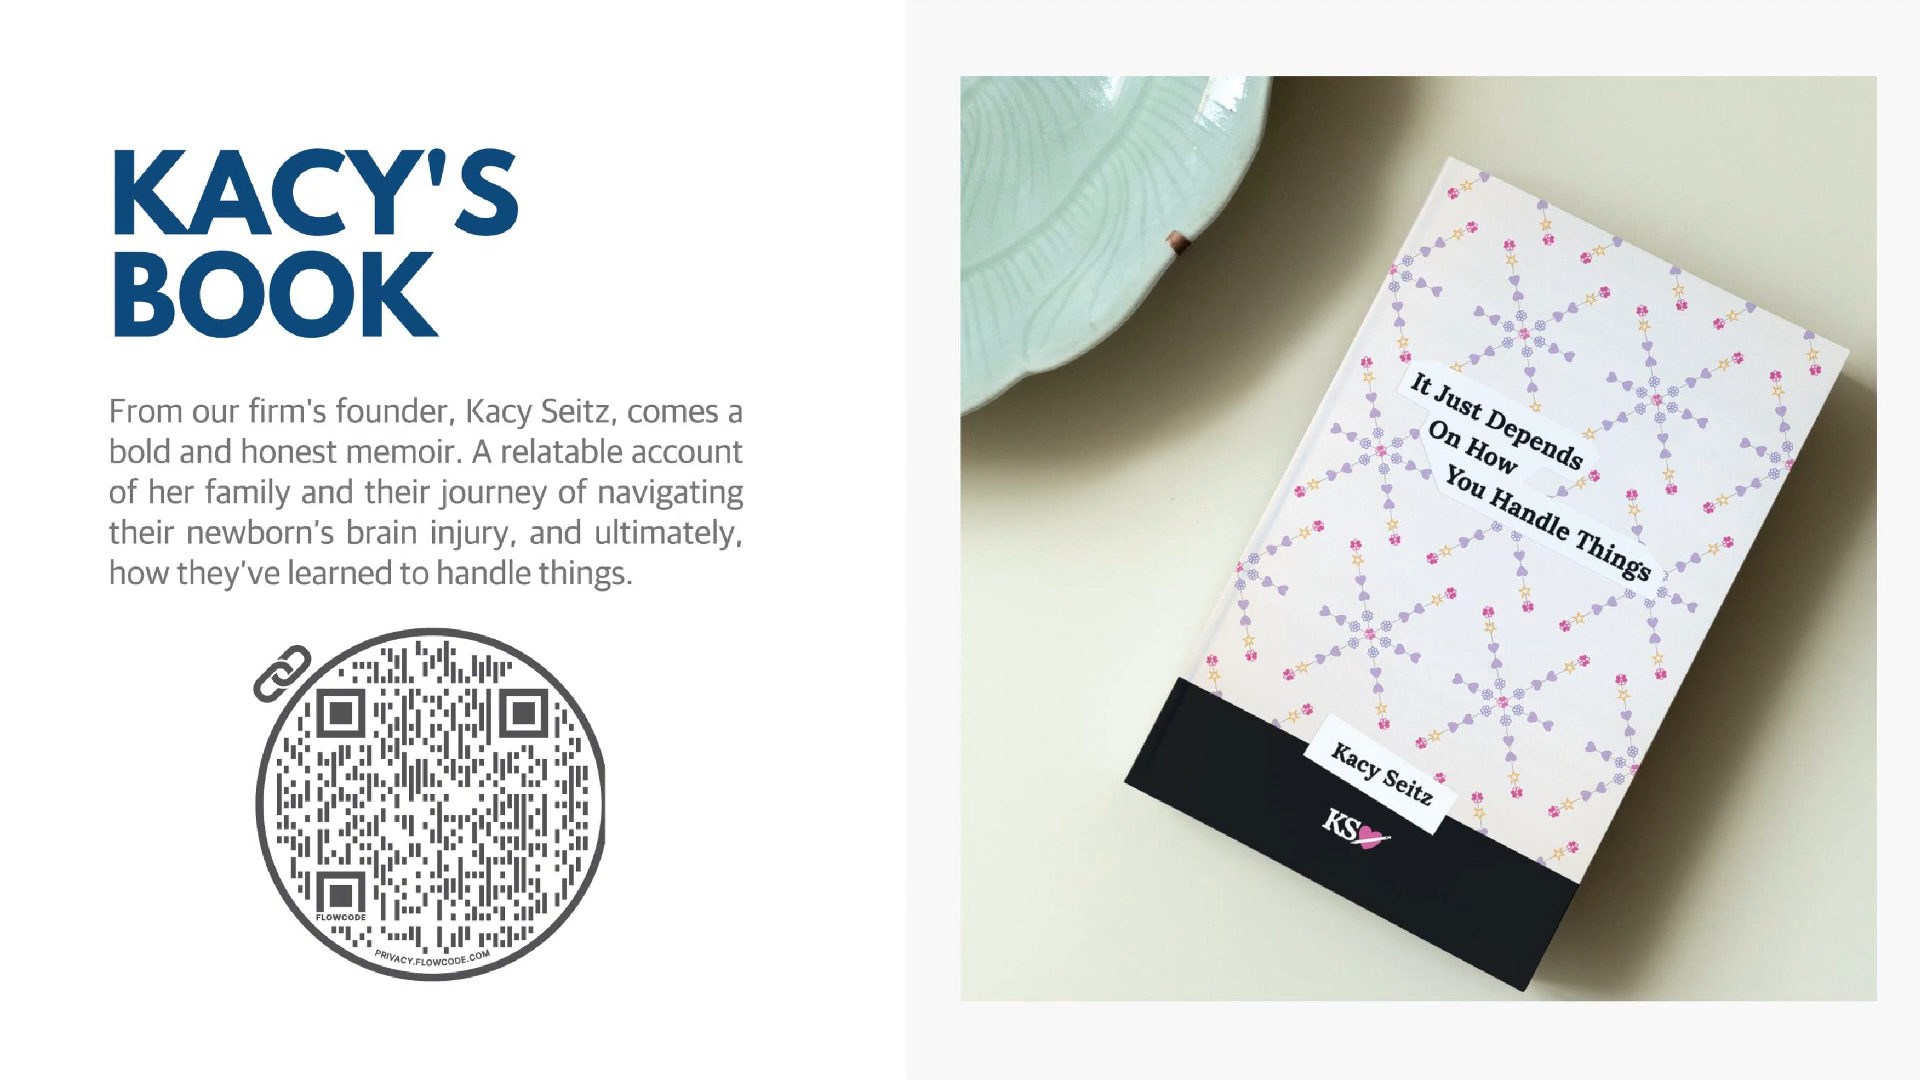 KACY'S
BOOK
From our firm's founder, Kacy Seitz, comes a
bold and honest memoir. A relatable account
of her family and their journey of navigating
their newborn's brain injury, and ultimately,
how they've learned to handle things.
FLOWCODE
PRIVACY.FLOWCODE.COM
It Just Depends
On How
You Handle Things
Kacy Seitz
KS